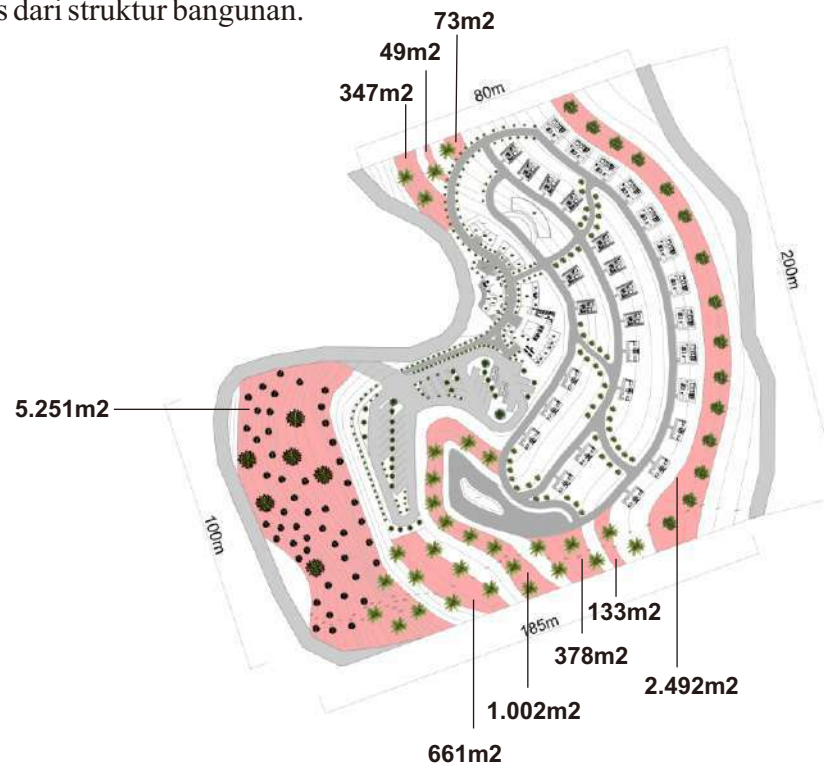 s dari struktur bangunan.
73m2
49m2
347m2
80m
200m
5.251m2
100m
133m2
185m
378m2
2.492m2
1.002m2
661m2